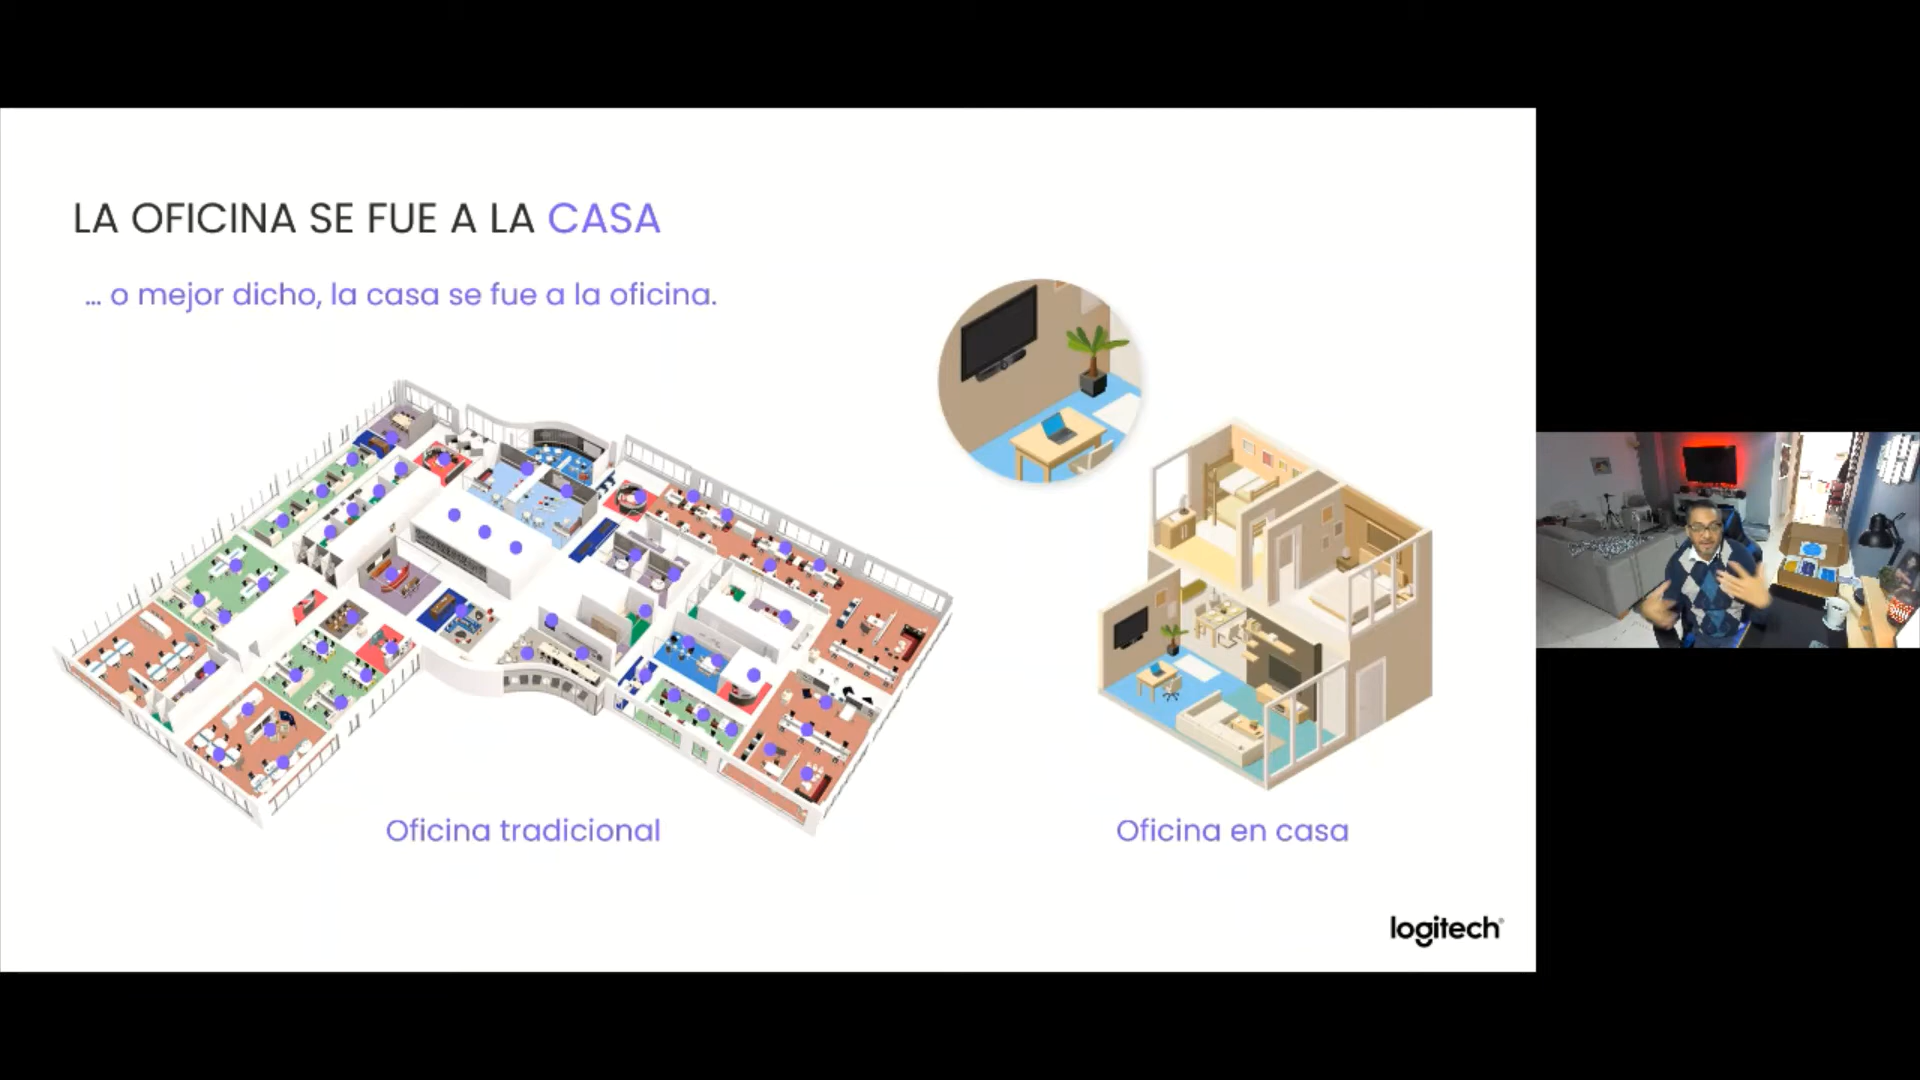 LA OFICINA SE FUE A LA CASA
... o mejor dicho, la casa se fue a la oficina.
Oficina tradicional
Oficina en casa
logitech